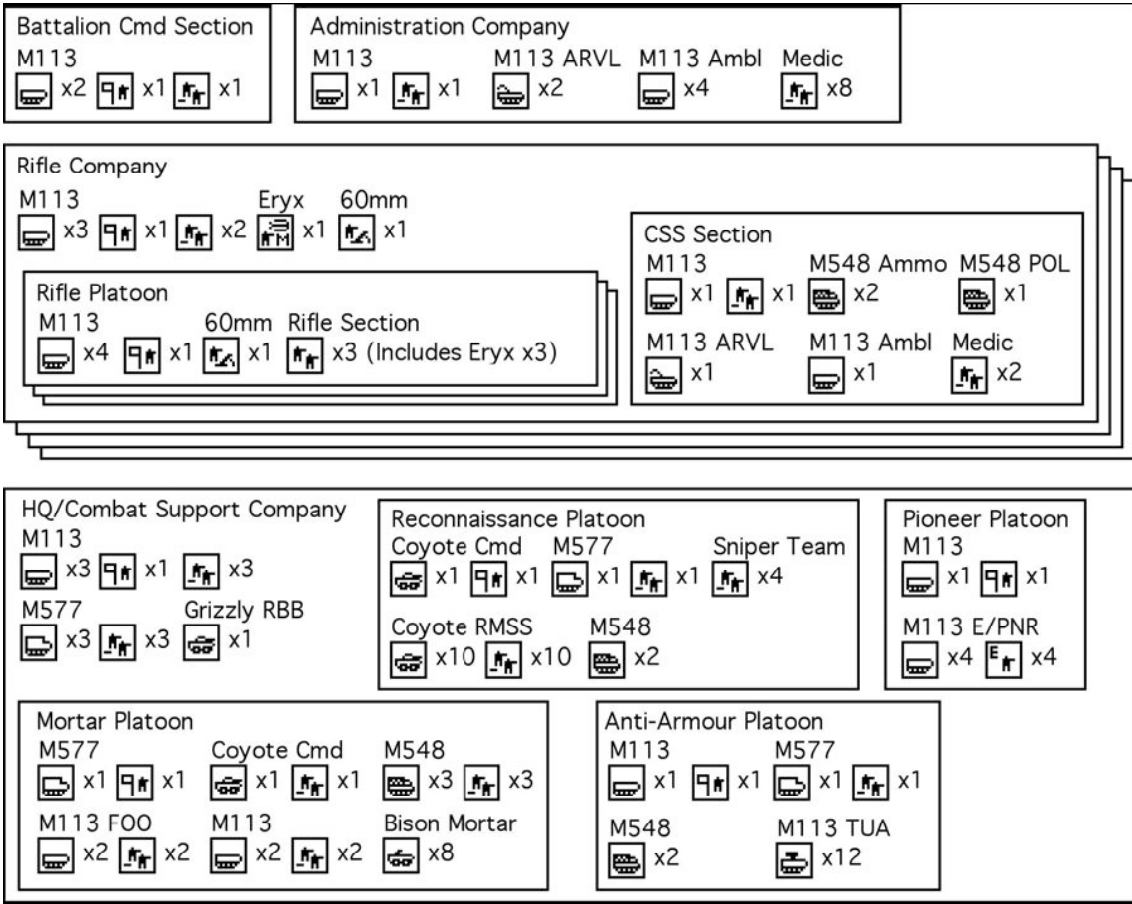 Battalion Cmd Section
M113
x2 x1 x1
Administration Company
M113 M113 ARVL M113 Ambl Medic
x1 x1 x2 x4 x8
Rifle Company
M113 Eryx 60mm
x3 x1 x2 M x1 x1
Rifle Platoon
M113 60mm Rifle Section
x4 x1 x1 x3 (Includes Eryx x3)
CSS Section
M113 M548 Ammo M548 POL
x1 x1 x2 x1
M113 ARVL M113 Ambl Medic
x1 x1 x2
HQ/Combat Support Company
M113
x3 x1 x3
M577 Grizzly RBB
x3 x3 x1
Reconnaissance Platoon
Coyote Cmd M577 Sniper Team
x1 x1 x1 x1 x4
Coyote RMSS M548
x10 x10 x2
Pioneer Platoon
M113
x1 x1
M113 E/PNR
x4 E x4
Mortar Platoon
M577 Coyote Cmd M548
x1 x1 x1 x1 x3 x3
M113 FOO M113 Bison Mortar
x2 x2 x2 x2 x8
Anti-Armour Platoon
M113 M577
x1 x1 x1 x1
M548 M113 TUA
x2 x12